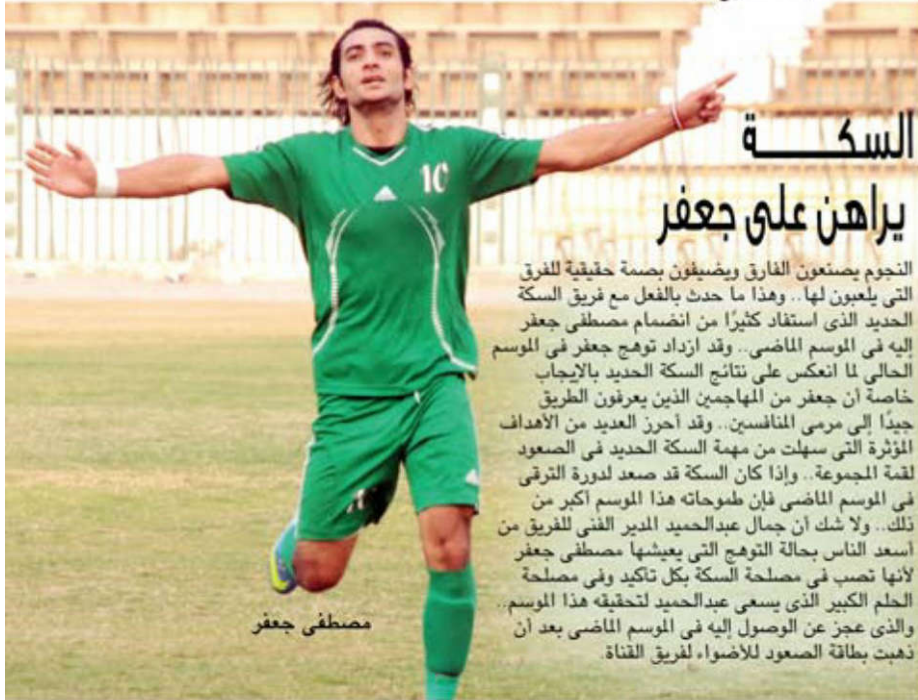 السكة
يراهن على جعفر
النجوم يصنعون الفارق ويضيفون بصمة حقيقية للفرق
التى يلعبون لها.. وهذا ما حدث بالفعل مع فريق السكة
الحديد الذى استفاد كثيرًا من انضمام مصطفى جعفر
إليه فى الموسم الماضى.. وقد ازداد توهج جعفر فى الموسم
الحالى لما انعكس على نتائج السكة الحديد بالايجاب
خاصة أن جعفر من المهاجمين الذين يعرفون الطريق
جيدًا إلى مرمى المنافسين.. وقد أحرز العديد من الأهداف
المؤثرة التى سهلت من مهمة السكة الحديد فى الصعود
لقمة المجموعة.. وإذا كان السكة قد صعد لدورة الترقى
فى الموسم الماضى فإن طموحاته هذا الموسم اكبر من
ذلك.. ولا شك أن جمال عبدالحميد المدير الفنى للفريق من
أسعد الناس بحالة التوهج التى يعيشها مصطفى جعفر
لأنها تصب فى مصلحة السكة بكل تأكيد وفى مصلحة
الحلم الكبير الذى يسعى عبدالحميد لتحقيقه هذا الموسم..
والذى عجز عن الوصول إليه فى الموسم الماضى بعد أن
ذهبت بطاقة الصعود للأضواء لفريق القناة.
مصطفى جعفر
10
10